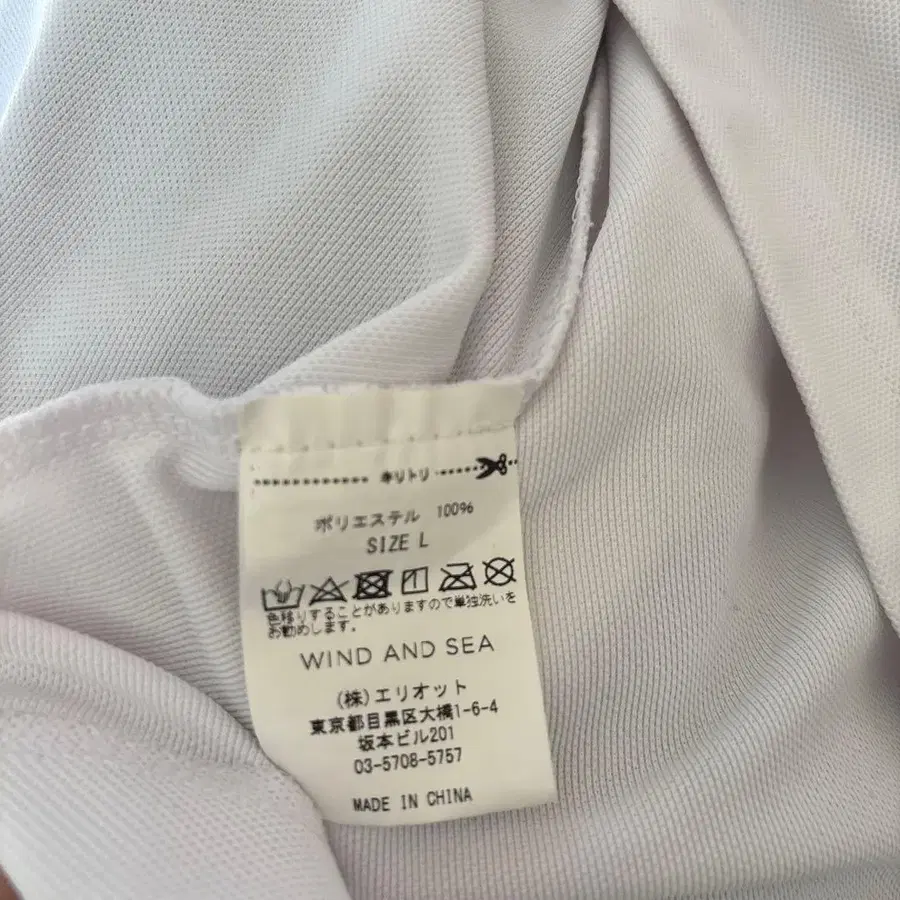 キリトリ
ポリエステル 100%
SIZE L
色移りすることがありますので単独洗いを
お勧めします。
WIND AND SEA
(株)エリオット
東京都目黒区大橋1-6-4
坂本ビル201
03-5708-5757
MADE IN CHINA